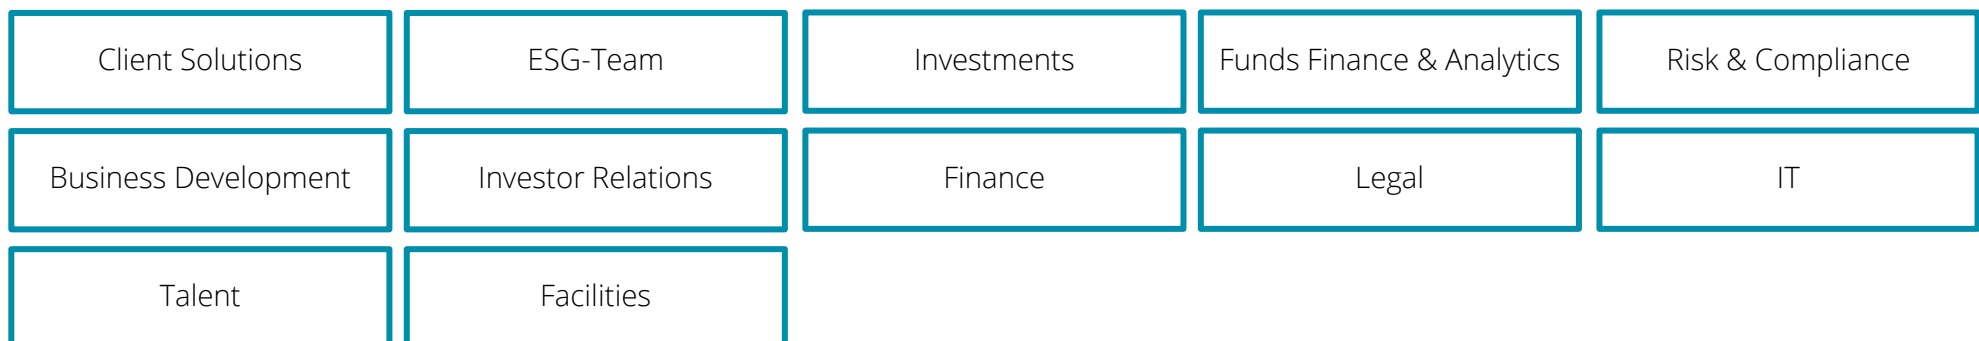 Client Solutions
ESG-Team
Investments
Funds Finance & Analytics
Risk & Compliance
Business Development
Investor Relations
Finance
Legal
IT
Talent
Facilities